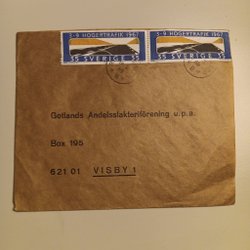 3-9 HÖGERTRAFIK 1967
35 SVERIGE 35
3-9 HÖGERTRAFIK 1967
35 SVERIGE 35
Gotlands Andelsslakteriförening u.p.a.
Box 195
621 01 VISBY 1